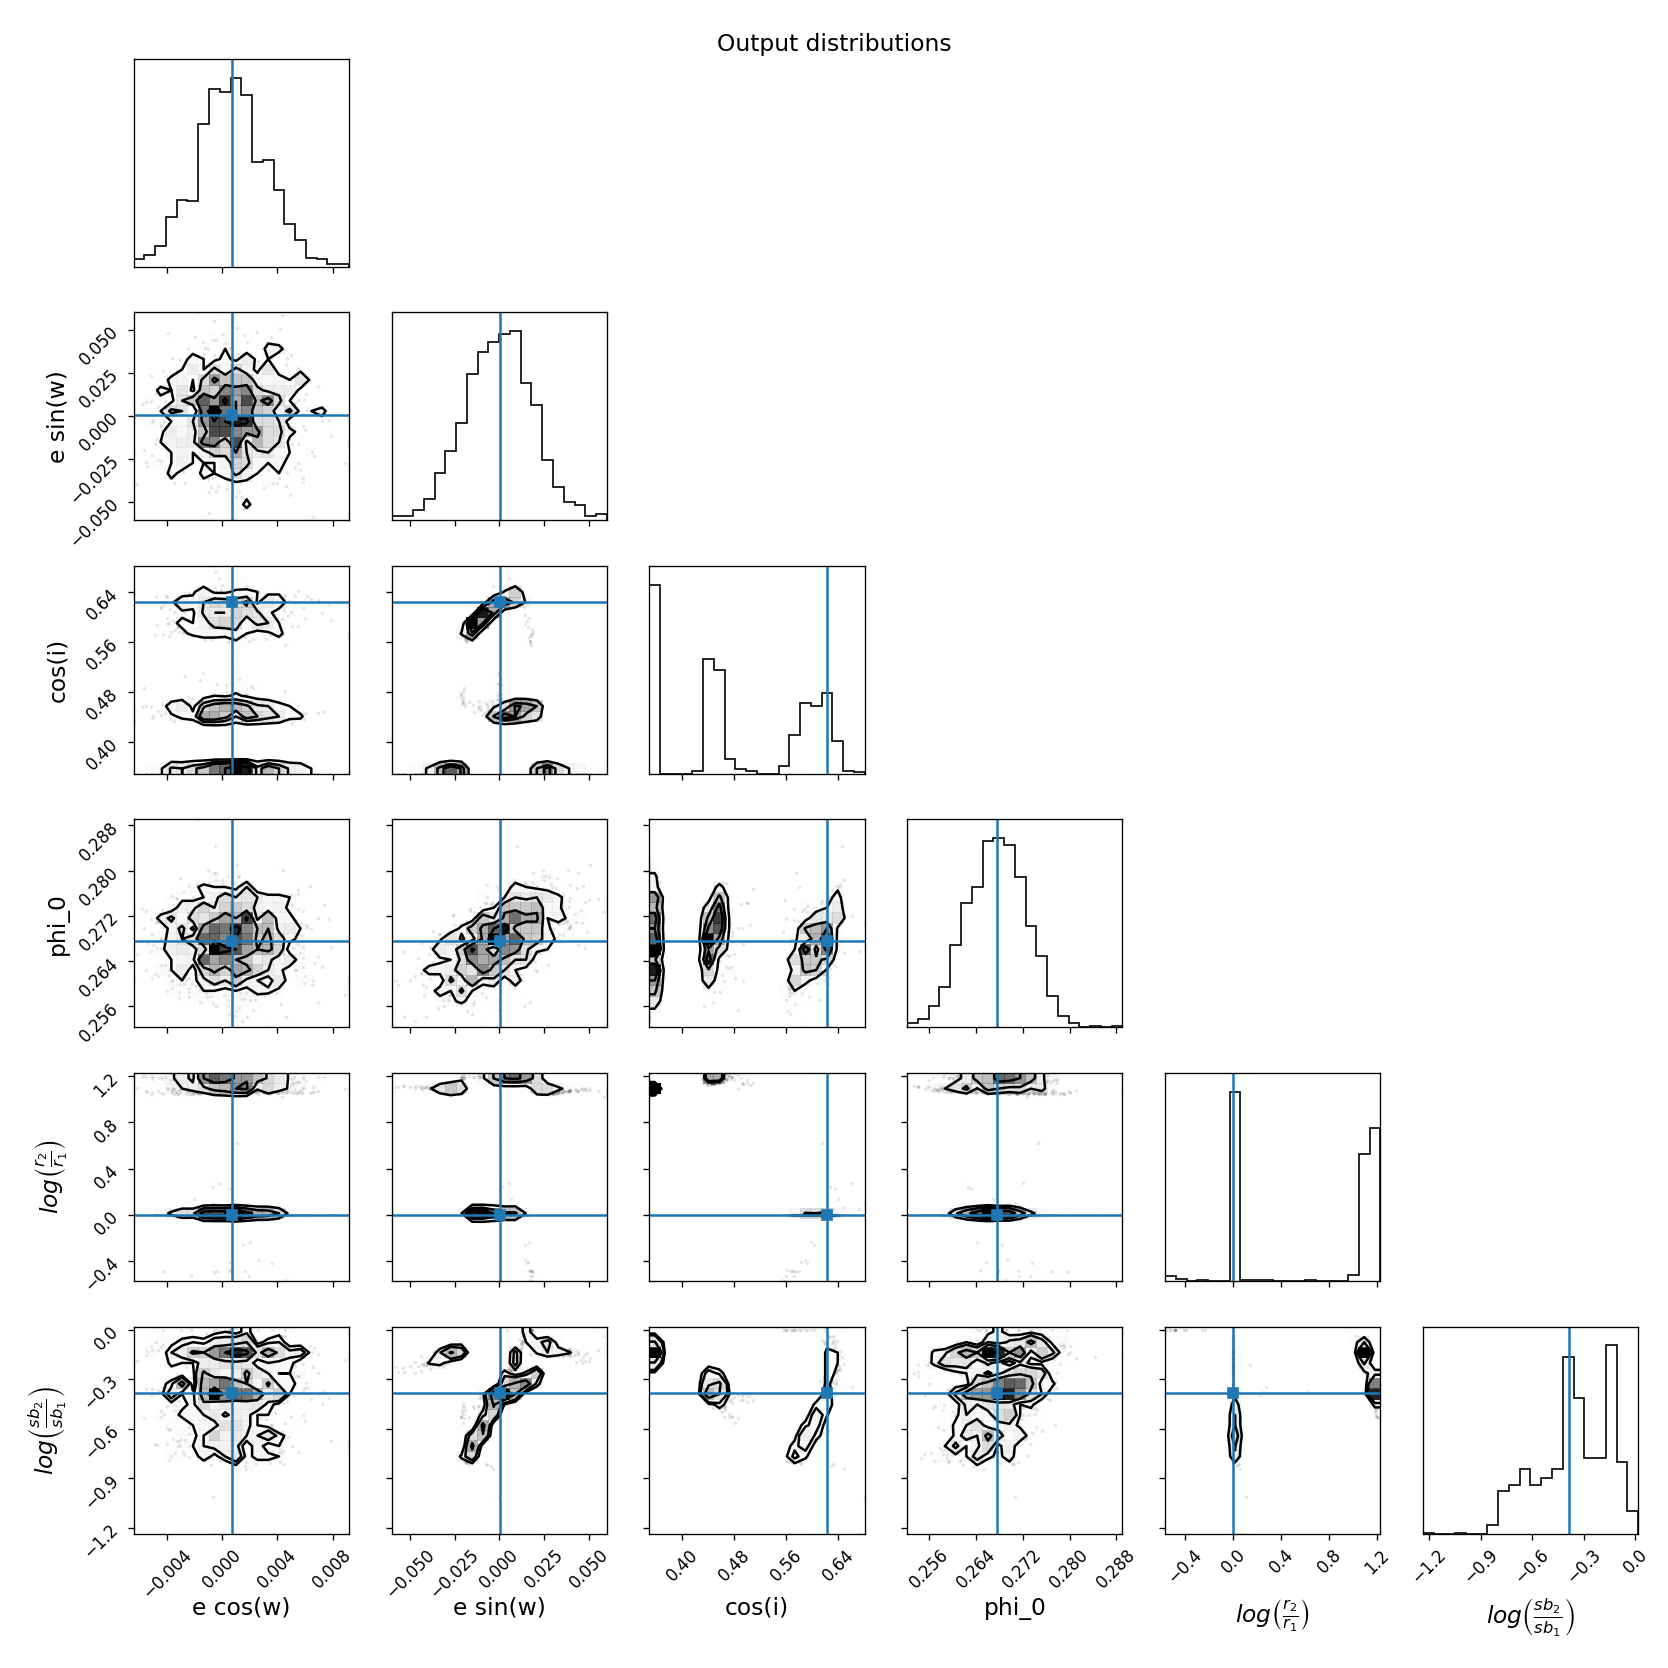 Output distributions
0.050
0.025
0.000
−0.025
−0.050
e sin(w)
0.64
0.56
0.48
0.40
cos(i)
0.288
0.280
0.272
0.264
0.256
phi_0
1.2
0.8
0.4
0.0
−0.4
log(r2/r1)
0.0
−0.3
−0.6
−0.9
−1.2
log(sb2/sb1)
−0.004 0.000 0.004 0.008
−0.050 −0.025 0.000 0.025 0.050
0.40 0.48 0.56 0.64
0.256 0.264 0.272 0.280 0.288
−0.4 0.0 0.4 0.8 1.2
−1.2 −0.9 −0.6 −0.3 0.0
e cos(w) e sin(w) cos(i) phi_0 log(r2/r1) log(sb2/sb1)